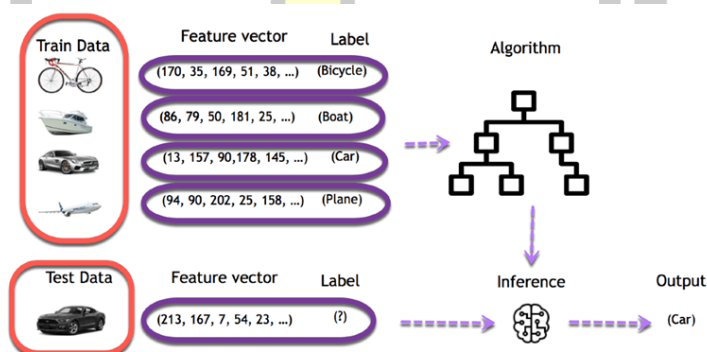 Train Data
Feature vector
Label
Algorithm
(170, 35, 169, 51, 38, ...)
(Bicycle)
(86, 79, 50, 181, 25, ...)
(Boat)
(13, 157, 90,178, 145, ...)
(Car)
(94, 90, 202, 25, 158, ...)
(Plane)
Test Data
Feature vector
Label
Inference
Output
(213, 167, 7, 54, 23, ...)
(?)
(Car)